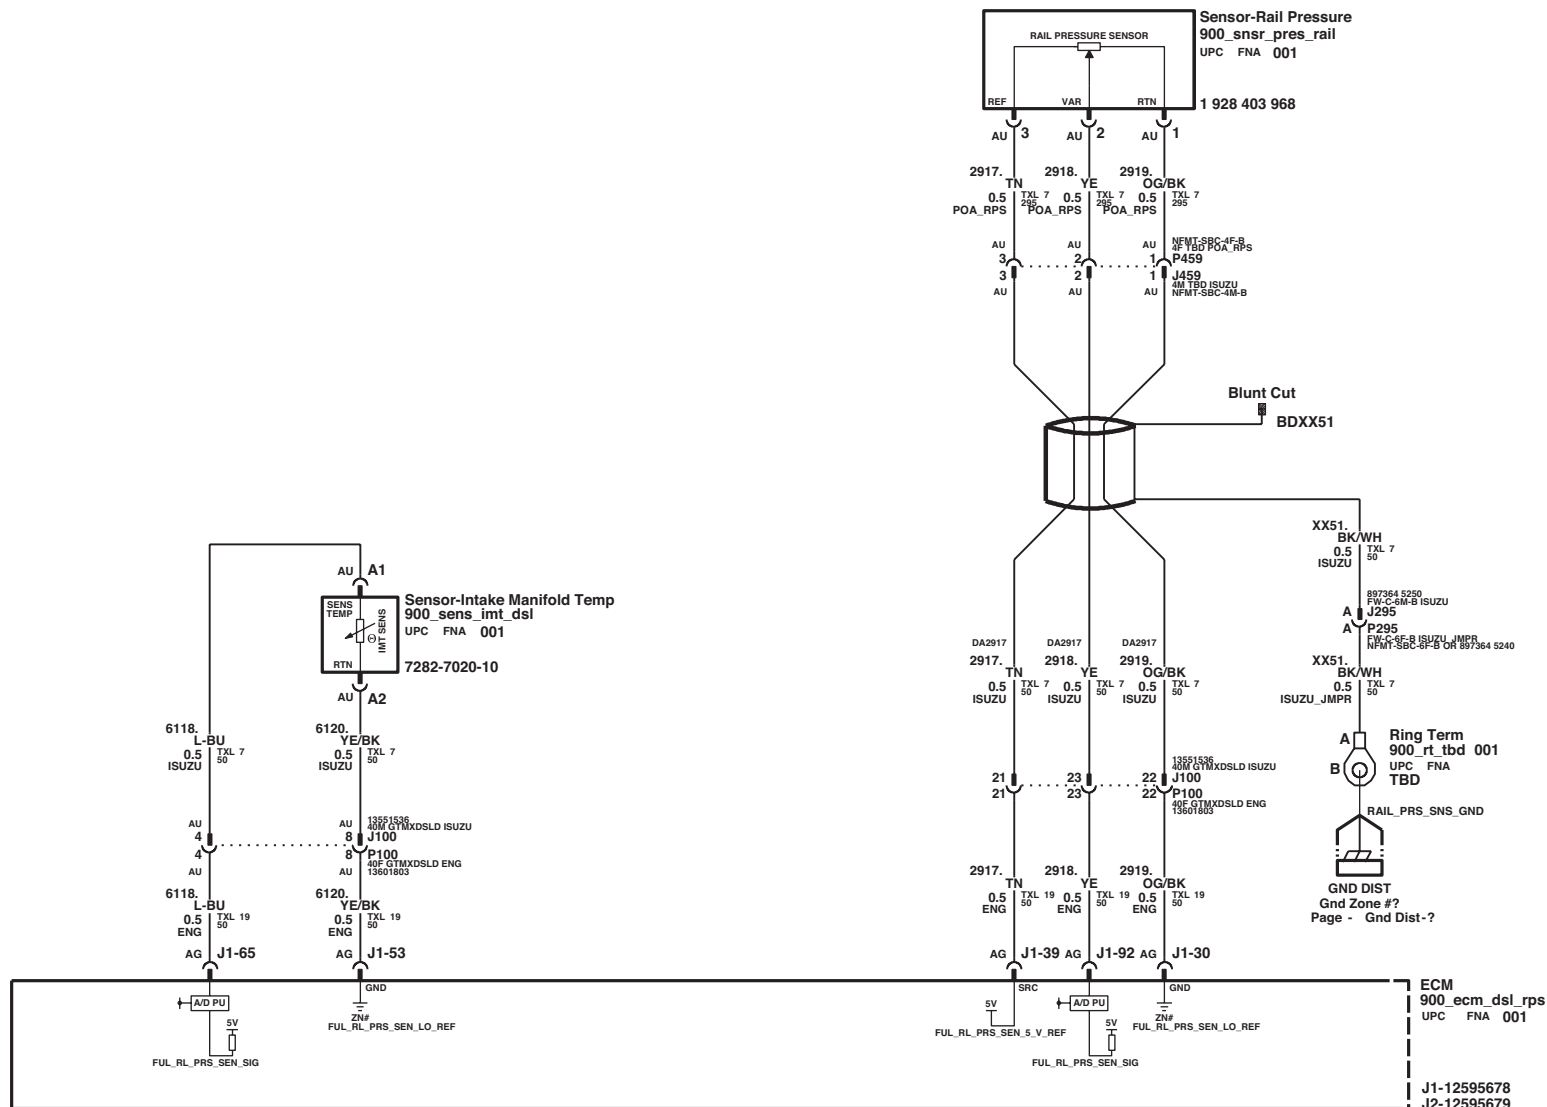 Sensor-Rail Pressure
900_snsr_pres_rail
UPC FNA 001
RAIL PRESSURE SENSOR
REF VAR RTN
1 928 403 968
AU 3 AU 2 AU 1
2917. 2918. 2919.
TN YE OG/BK
0.5 TXL 7 0.5 TXL 7 0.5 TXL 7
295 295 295
POA_RPS POA_RPS POA_RPS
AU AU AU NFMT-SBC-4F-B
4F TBD POA_RPS
3 2 1 P459
3 2 1 J459
4M TBD ISUZU
AU AU AU NFMT-SBC-4M-B
Blunt Cut
BDXX51
XX51.
BK/WH
0.5 TXL 7
50
ISUZU
897364 5250
FW-C-6M-B ISUZU
A J295
A P295
FW-C-6F-B ISUZU_JMPR
NFMT-SBC-6F-B OR 897364 5240
XX51.
BK/WH
0.5 TXL 7
50
ISUZU_JMPR
A Ring Term
900_rt_tbd 001
UPC FNA
B TBD
RAIL_PRS_SNS_GND
GND DIST
Gnd Zone #?
Page - Gnd Dist-?
AU A1
SENS TEMP
IMT SENS
RTN
Sensor-Intake Manifold Temp
900_sens_imt_dsl
UPC FNA 001
7282-7020-10
AU A2
6118. 6120.
L-BU YE/BK
0.5 TXL 7 0.5 TXL 7
50 50
ISUZU ISUZU
AU AU 13551536
40M GTMXDSLD ISUZU
4 8 J100
4 8 P100
40F GTMXDSLD ENG
AU AU 13601803
6118. 6120.
L-BU YE/BK
0.5 TXL 19 0.5 TXL 19
50 50
ENG ENG
AG J1-65 AG J1-53
DA2917 DA2917 DA2917
2917. 2918. 2919.
TN YE OG/BK
0.5 TXL 7 0.5 TXL 7 0.5 TXL 7
50 50 50
ISUZU ISUZU ISUZU
13551536
40M GTMXDSLD ISUZU
21 23 22 J100
21 23 22 P100
40F GTMXDSLD ENG
13601803
2917. 2918. 2919.
TN YE OG/BK
0.5 TXL 19 0.5 TXL 19 0.5 TXL 19
50 50 50
ENG ENG ENG
AG J1-39 AG J1-92 AG J1-30
GND SRC GND
A/D PU
5V
ZN#
FUL_RL_PRS_SEN_LO_REF
FUL_RL_PRS_SEN_SIG
5V
FUL_RL_PRS_SEN_5_V_REF
A/D PU
5V
FUL_RL_PRS_SEN_SIG
ZN#
FUL_RL_PRS_SEN_LO_REF
ECM
900_ecm_dsl_rps
UPC FNA 001
J1-12595678
J2-12595679